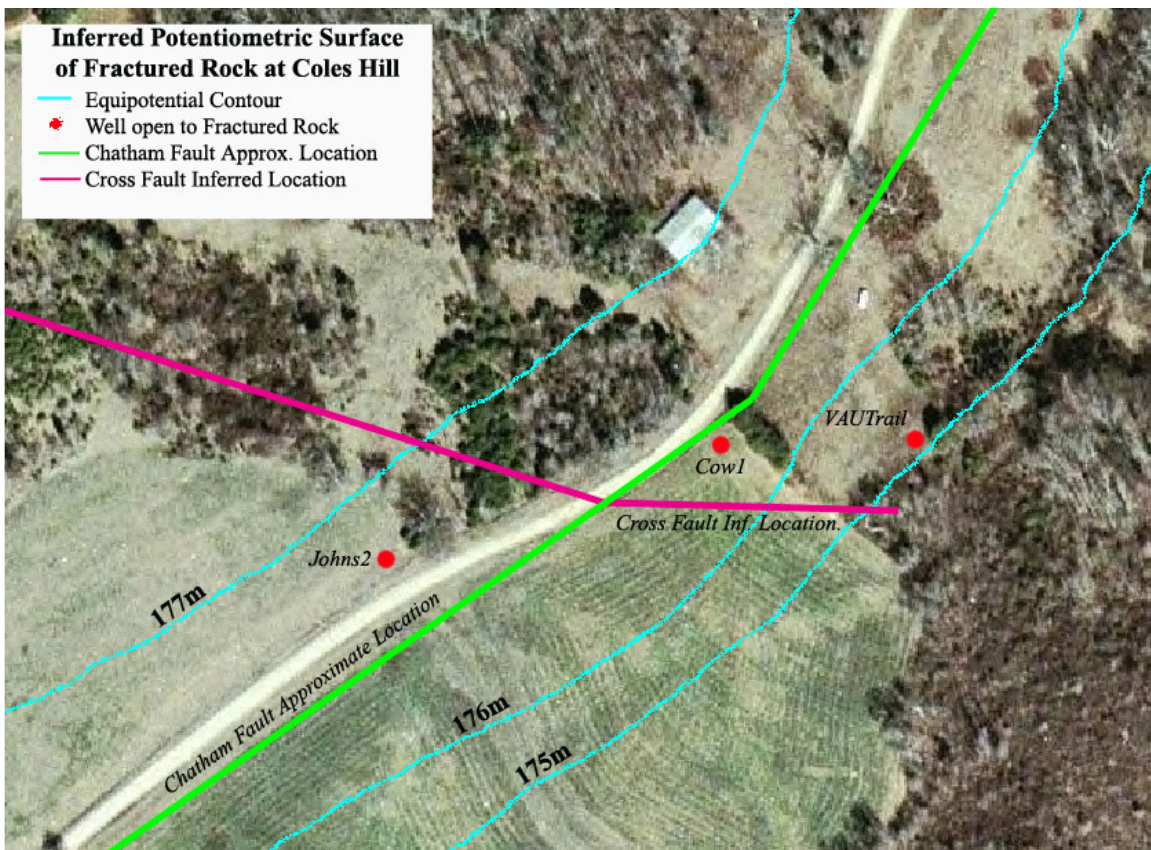 Inferred Potentiometric Surface
of Fractured Rock at Coles Hill
Equipotential Contour
Well open to Fractured Rock
Chatham Fault Approx. Location
Cross Fault Inferred Location
VAUTrail
Cow1
Cross Fault Inf. Location.
Johns2
177m
Chatham Fault Approximate Location
176m
175m